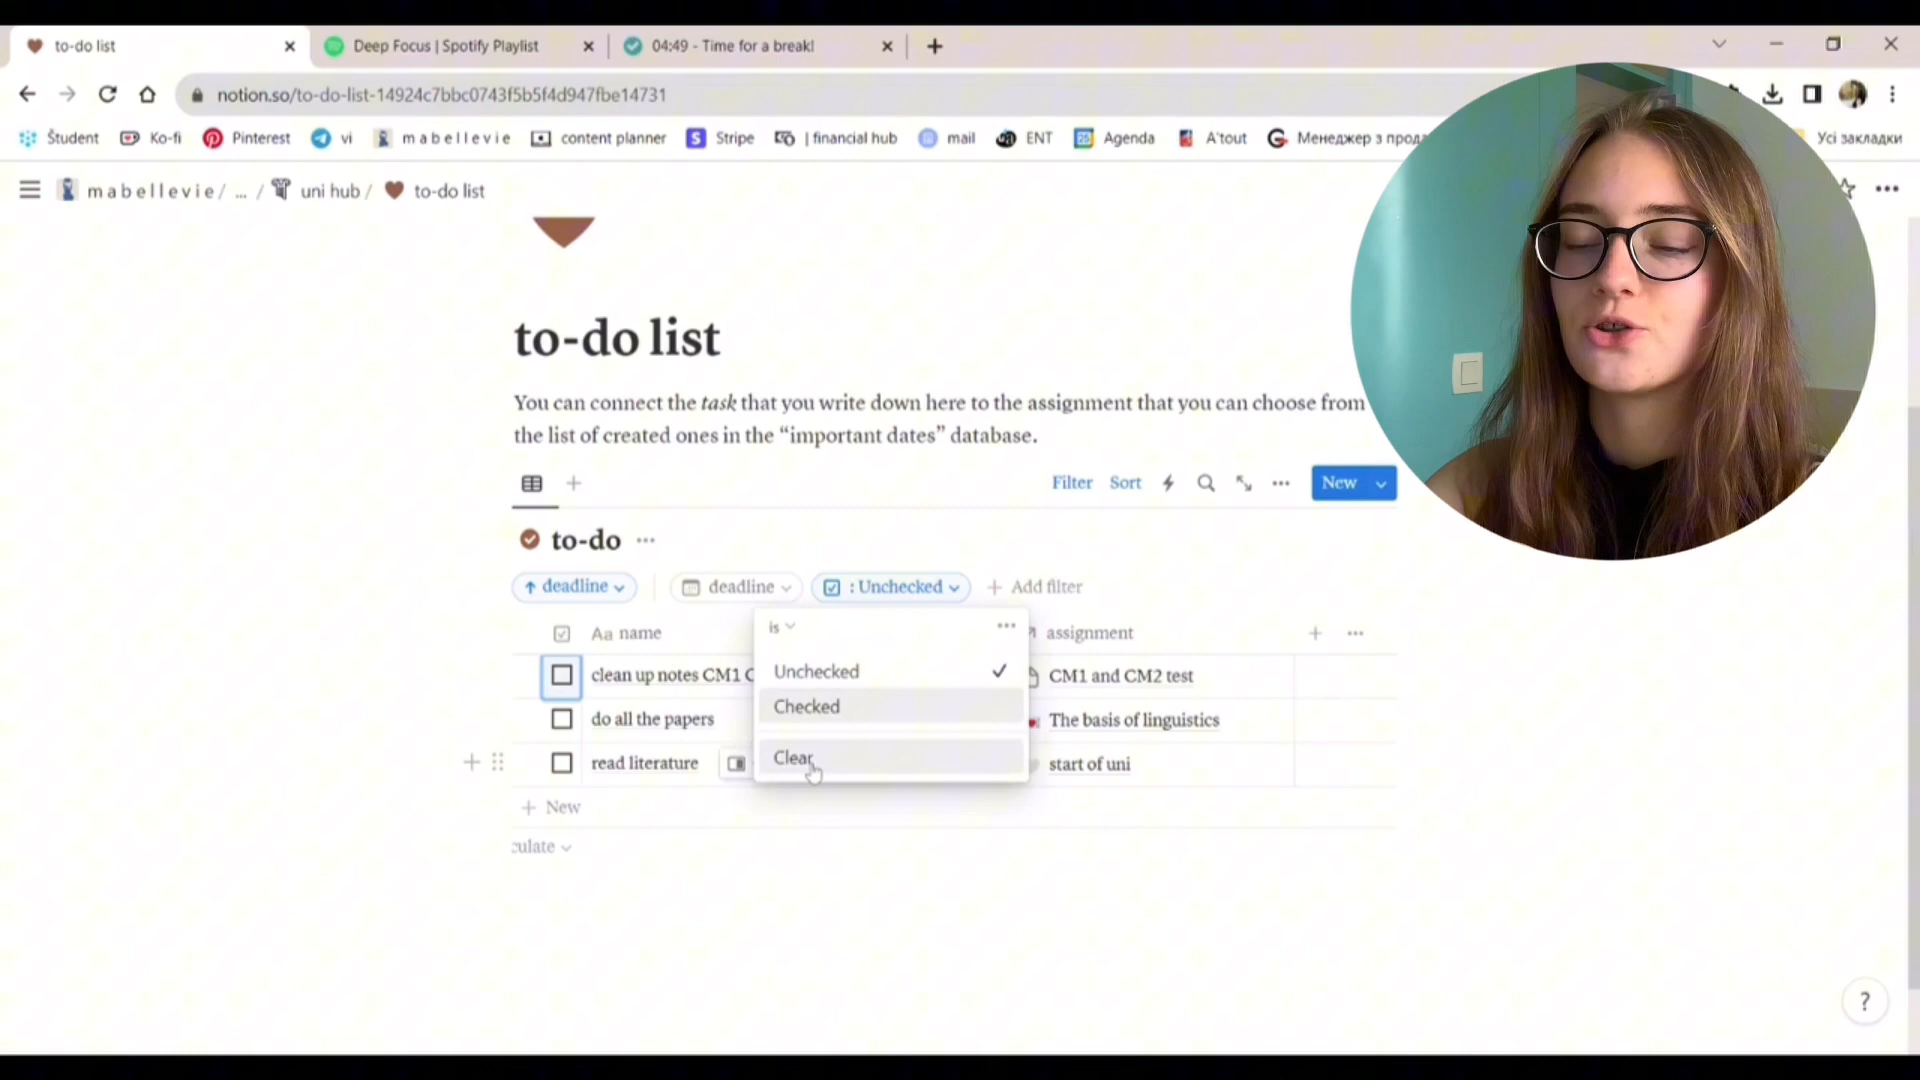 to-do list
Deep Focus | Spotify Playlist
04:49 - Time for a break!
notion.so/to-do-list-14924c7bbc0743f5b5f4d947fbe14731
Študent
Ko-fi
Pinterest
vi
mabellevie
content planner
Stripe
| financial hub
mail
ENT
Agenda
A'tout
Менеджер з прод
Усі закладки
mabellevie / ... / uni hub / to-do list
to-do list
You can connect the task that you write down here to the assignment that you can choose from
the list of created ones in the “important dates” database.
Filter Sort New
to-do
deadline deadline : Unchecked + Add filter
Aa name assignment
is
Unchecked
Checked
Clear
clean up notes CM1 CM1 and CM2 test
do all the papers The basis of linguistics
read literature start of uni
+ New
culate
?